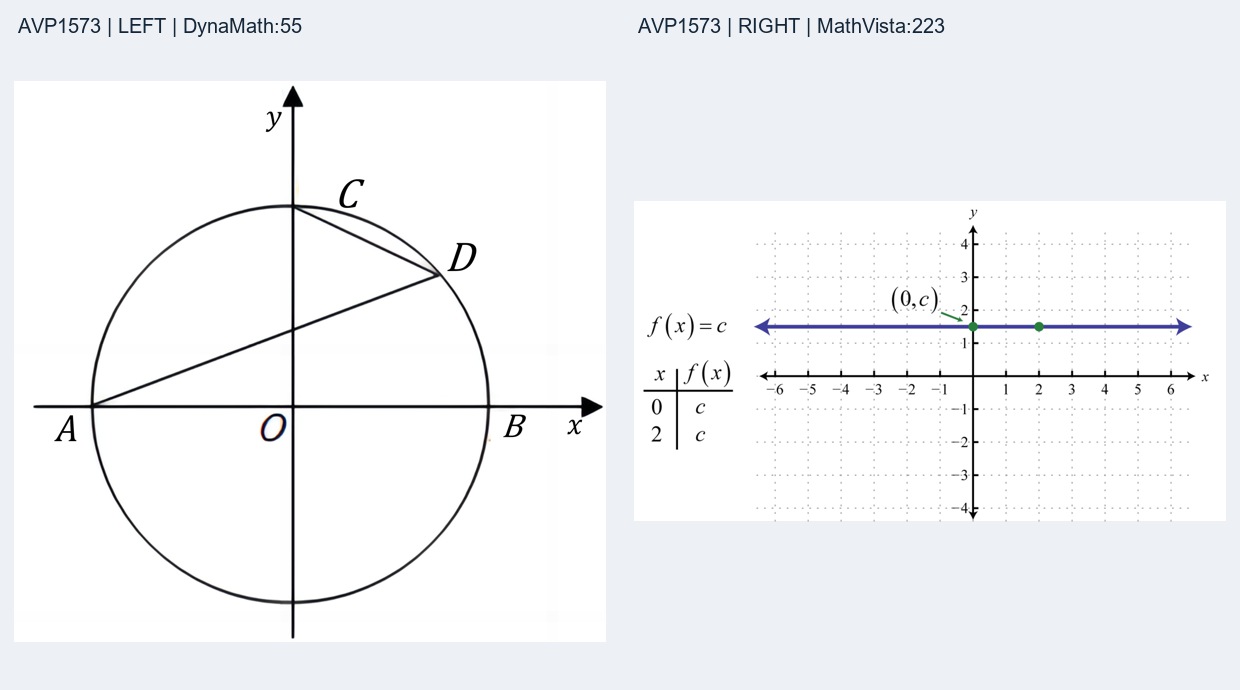 AVP1573 | LEFT | DynaMath:55
AVP1573 | RIGHT | MathVista:223
y
C
D
A
O
B
x
y
4
3
(0,c)
2
f(x)=c
1
x f(x)
−6 −5 −4 −3 −2 −1 1 2 3 4 5 6 x
0 c
−1
2 c
−2
−3
−4